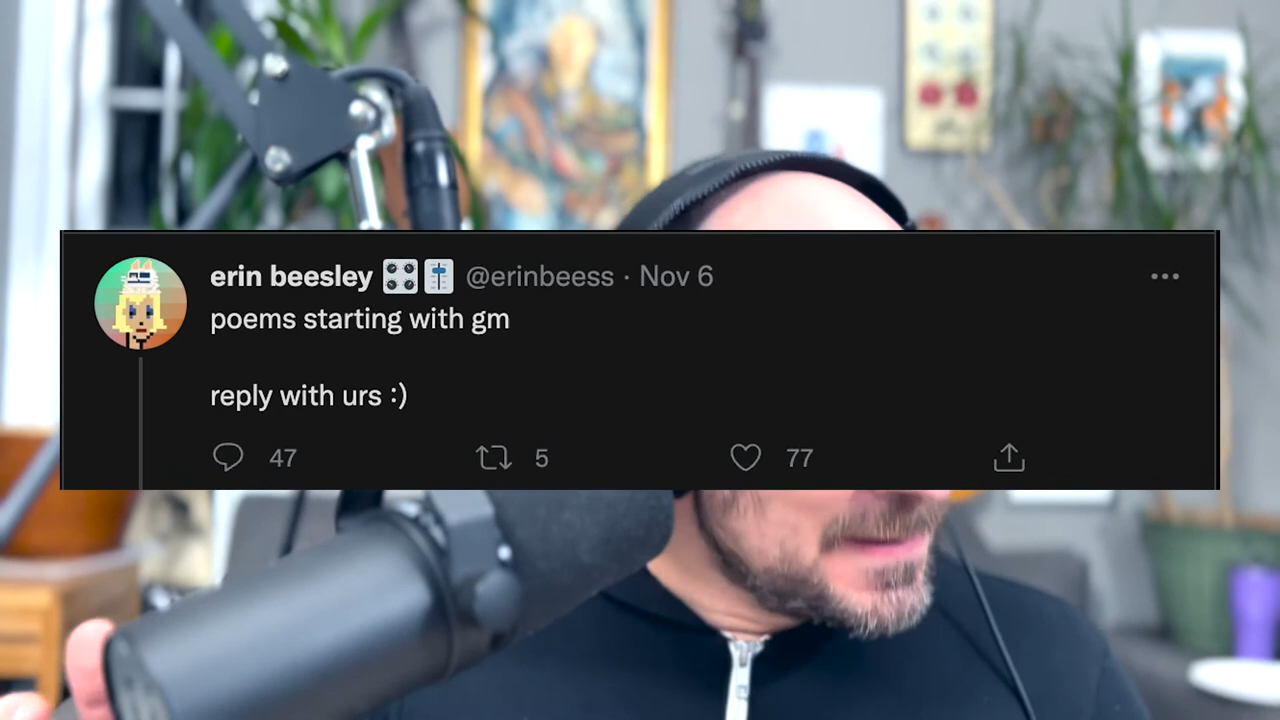 erin beesley 🎛️🎚️ @erinbeess · Nov 6
poems starting with gm
reply with urs :)
47 5 77